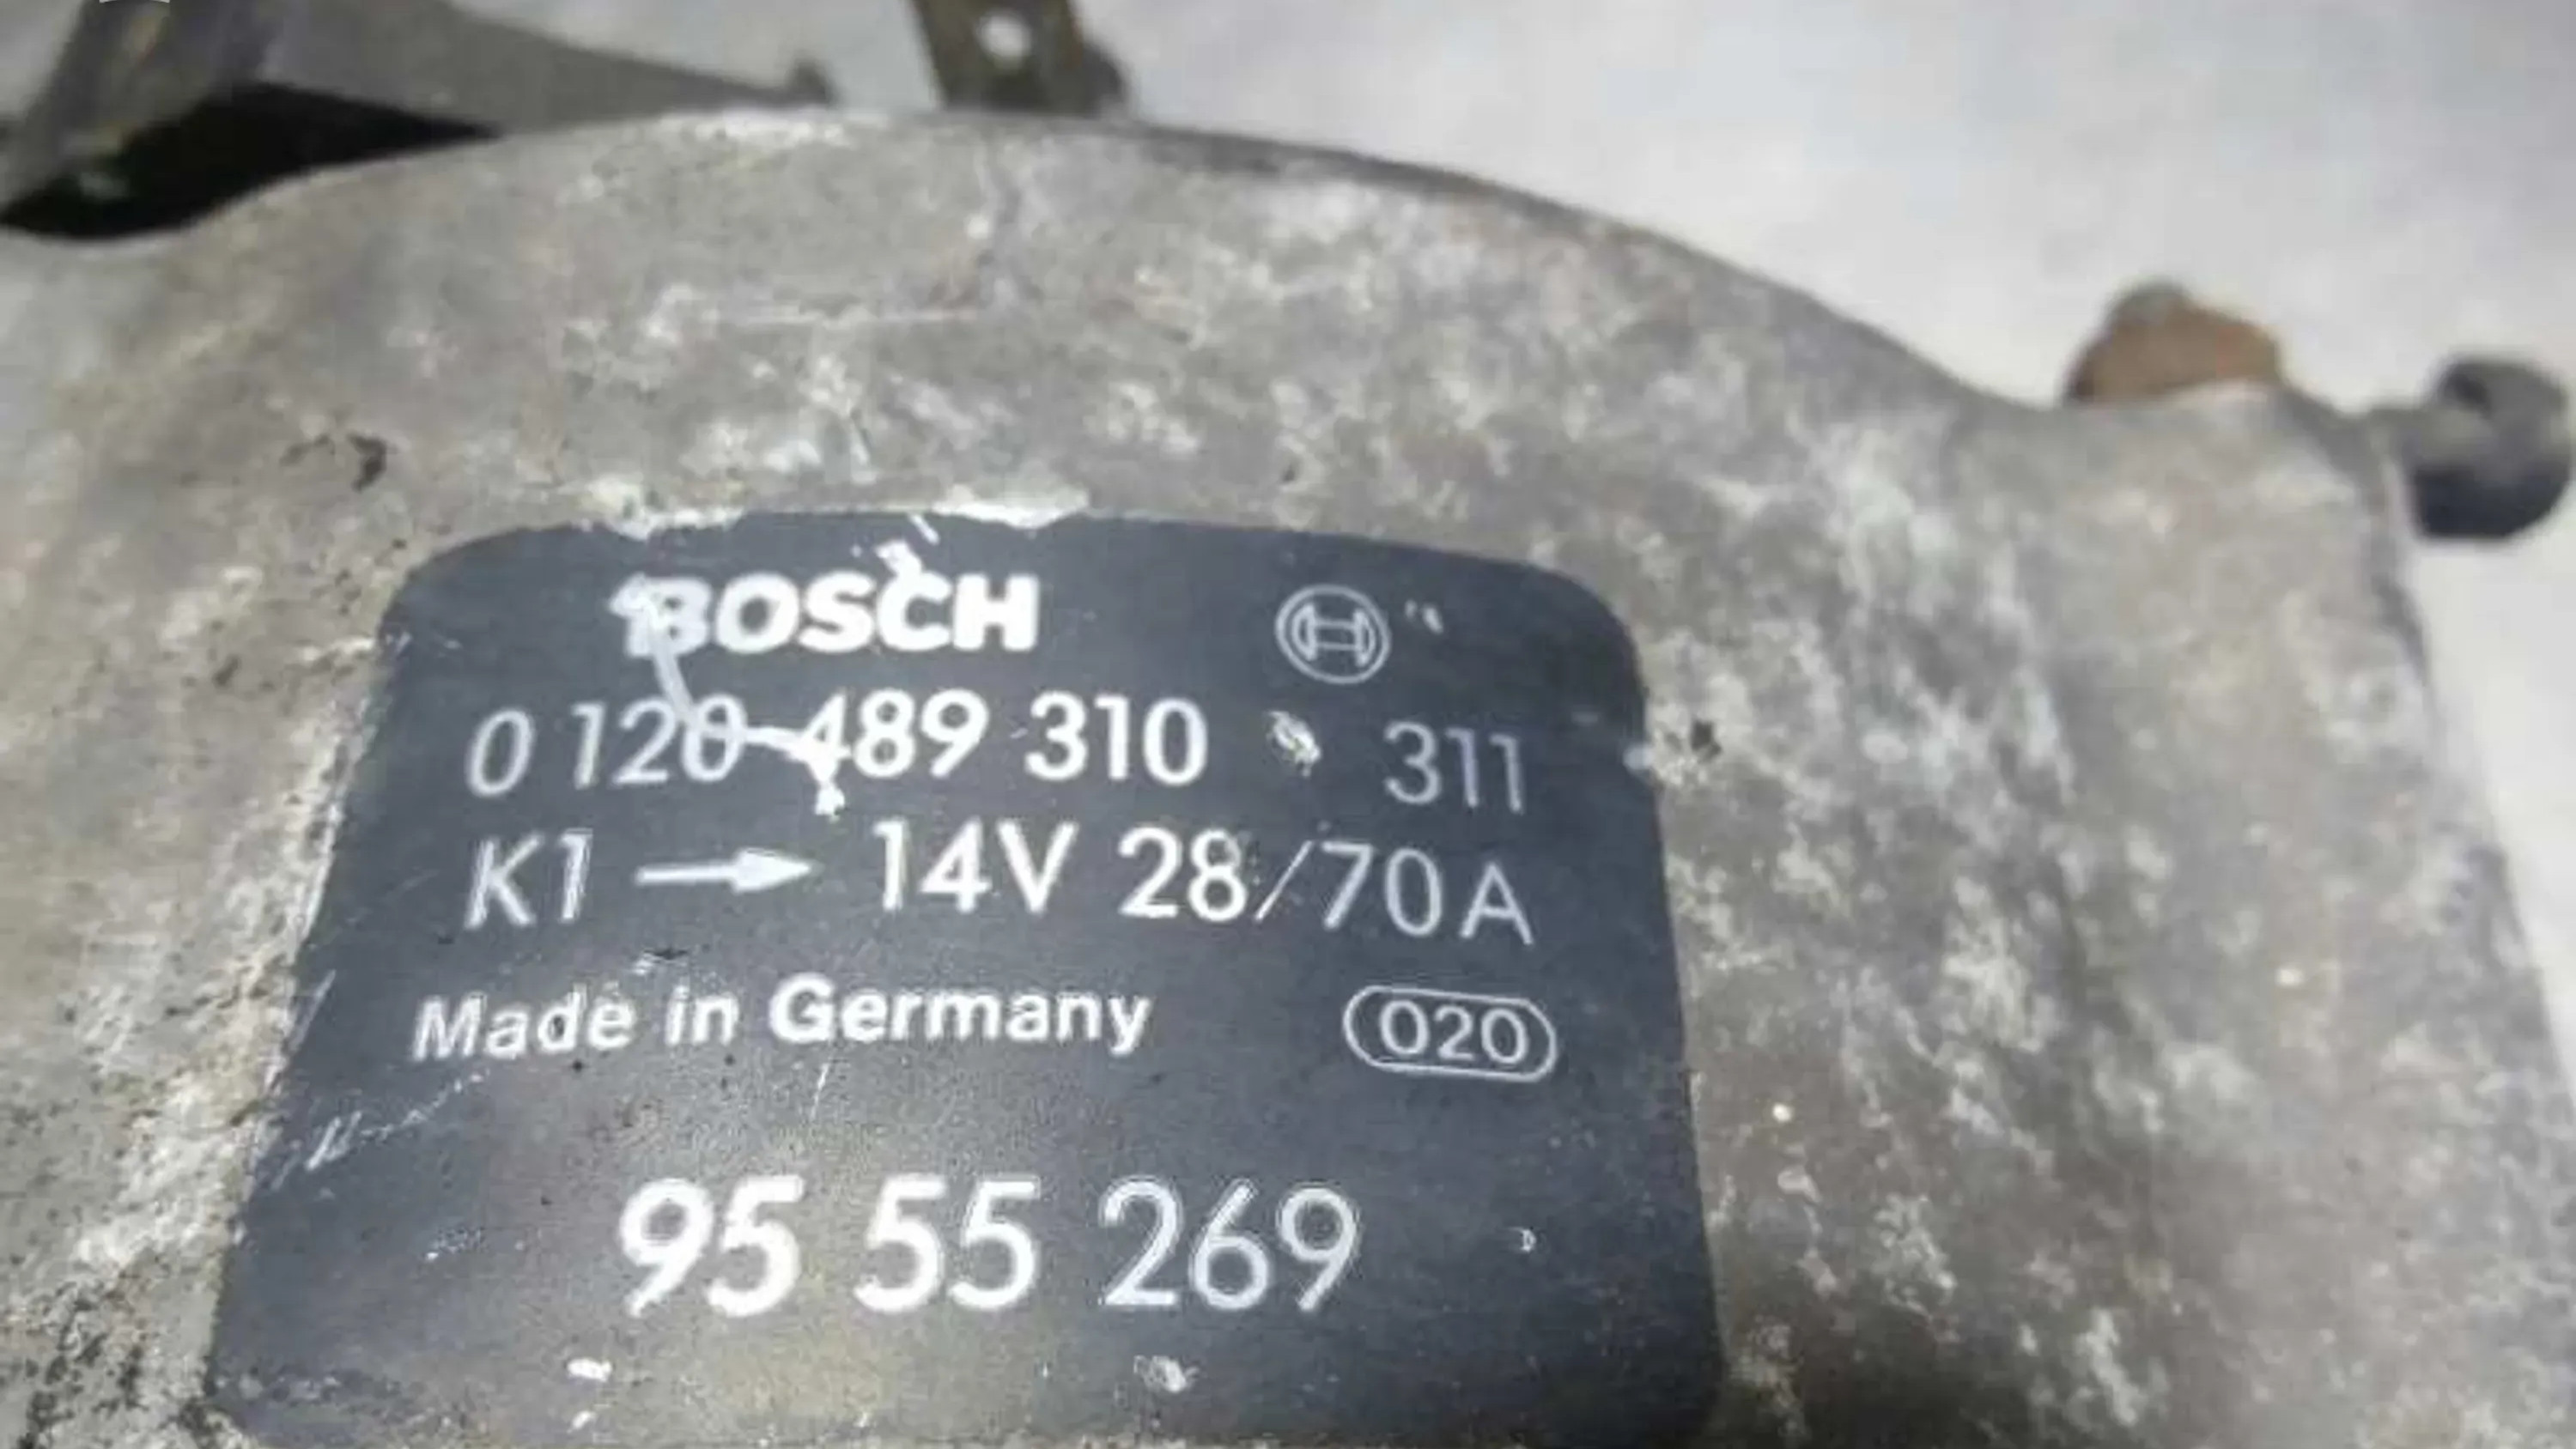 BOSCH
0 120 489 310 311
K1 → 14V 28/70A
Made in Germany 020
95 55 269